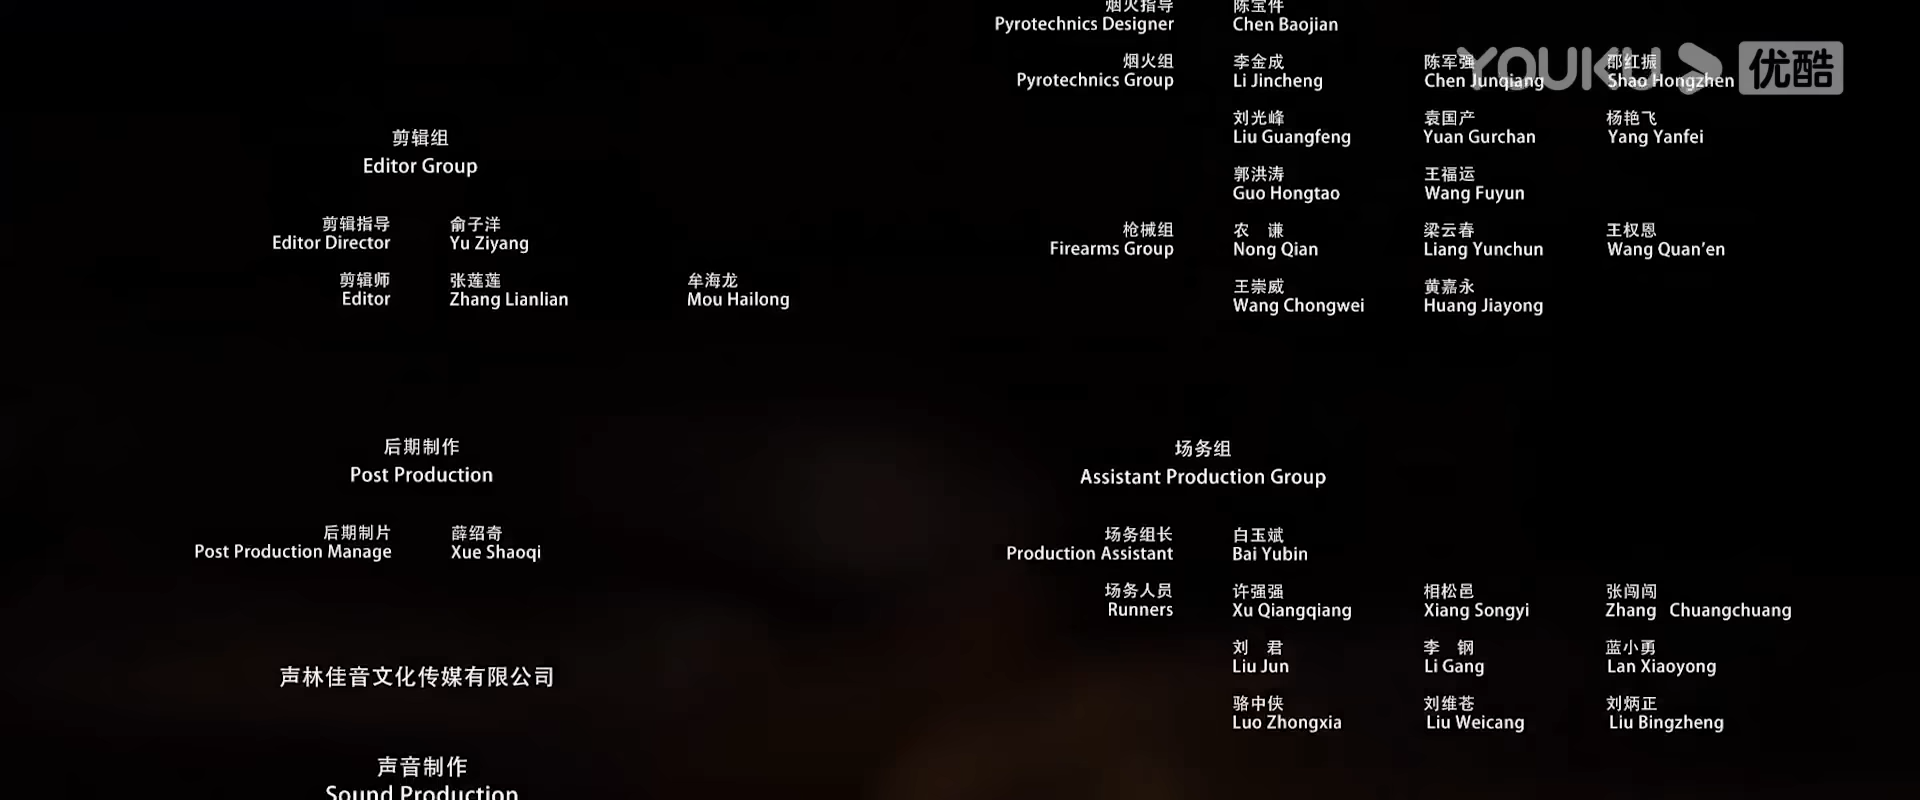 剪辑组
Editor Group
剪辑指导 俞子洋
Editor Director Yu Ziyang
剪辑师 张莲莲 牟海龙
Editor Zhang Lianlian Mou Hailong
后期制作
Post Production
后期制片 薛绍奇
Post Production Manage Xue Shaoqi
声林佳音文化传媒有限公司
声音制作
Sound Production
烟火指导 陈宝件
Pyrotechnics Designer Chen Baojian
烟火组 李金成 陈军强 邵红振
Pyrotechnics Group Li Jincheng Chen Junqiang Shao Hongzhen
刘光峰 袁国产 杨艳飞
Liu Guangfeng Yuan Gurchan Yang Yanfei
郭洪涛 王福运
Guo Hongtao Wang Fuyun
枪械组 农 谦 梁云春 王权恩
Firearms Group Nong Qian Liang Yunchun Wang Quan’en
王崇威 黄嘉永
Wang Chongwei Huang Jiayong
场务组
Assistant Production Group
场务组长 白玉斌
Production Assistant Bai Yubin
场务人员 许强强 相松邑 张闯闯
Runners Xu Qiangqiang Xiang Songyi Zhang Chuangchuang
刘 君 李 钢 蓝小勇
Liu Jun Li Gang Lan Xiaoyong
骆中侠 刘维苍 刘炳正
Luo Zhongxia Liu Weicang Liu Bingzheng
YOUKU 优酷